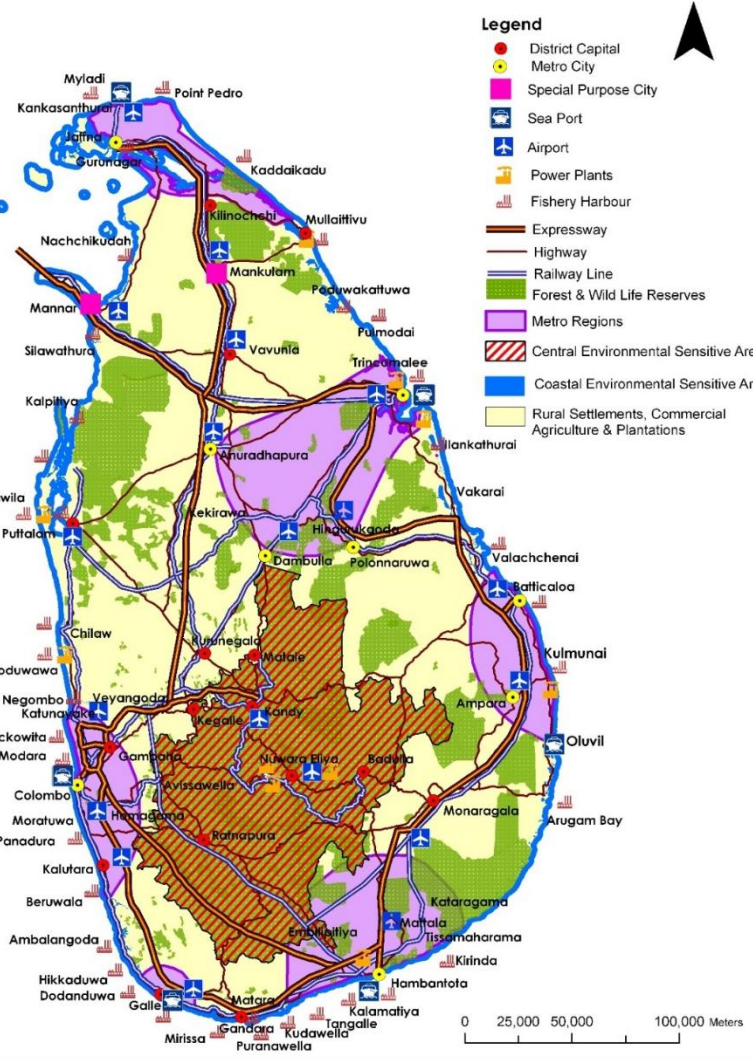 Legend
District Capital
Metro City
Special Purpose City
Sea Port
Airport
Power Plants
Fishery Harbour
Expressway
Highway
Railway Line
Forest & Wild Life Reserves
Metro Regions
Central Environmental Sensitive Are
Coastal Environmental Sensitive Ar
Rural Settlements, Commercial
Agriculture & Plantations
Myladi
Point Pedro
Kankasanthurai
Jaffna
Gurunagar
Kaddaikadu
Kilinochchi
Mullaittivu
Nachchikudah
Mankulam
Poduwakattuwa
Mannar
Pulmodai
Silawathura
Vavunia
Trincomalee
Kalpitiya
Ilankathurai
Anuradhapura
Vakarai
wila
Kekirawa
Puttalam
Hingurukgoda
Dambulla
Polonnaruwa
Valachchenai
Batticaloa
Chilaw
Kurunegala
Matale
Kulmunai
oduwawa
Negombo
Veyangoda
Katunayake
Kegalle
Kandy
Ampara
ckowita
Modara
Gampaha
Nuwara Eliya
Badulla
Oluvil
Colombo
Avissawella
Monaragala
Moratuwa
Homagama
Arugam Bay
Panadura
Ratnapura
Kalutara
Beruwala
Kataragama
Mattala
Ambalangoda
Embilipitiya
Tissamaharama
Kirinda
Hikkaduwa
Hambantota
Dodanduwa
Galle
Matara
Kalamatiya
Tangalle
Gandara
Kudawella
Mirissa
Puranawella
0 25,000 50,000 100,000 Meters